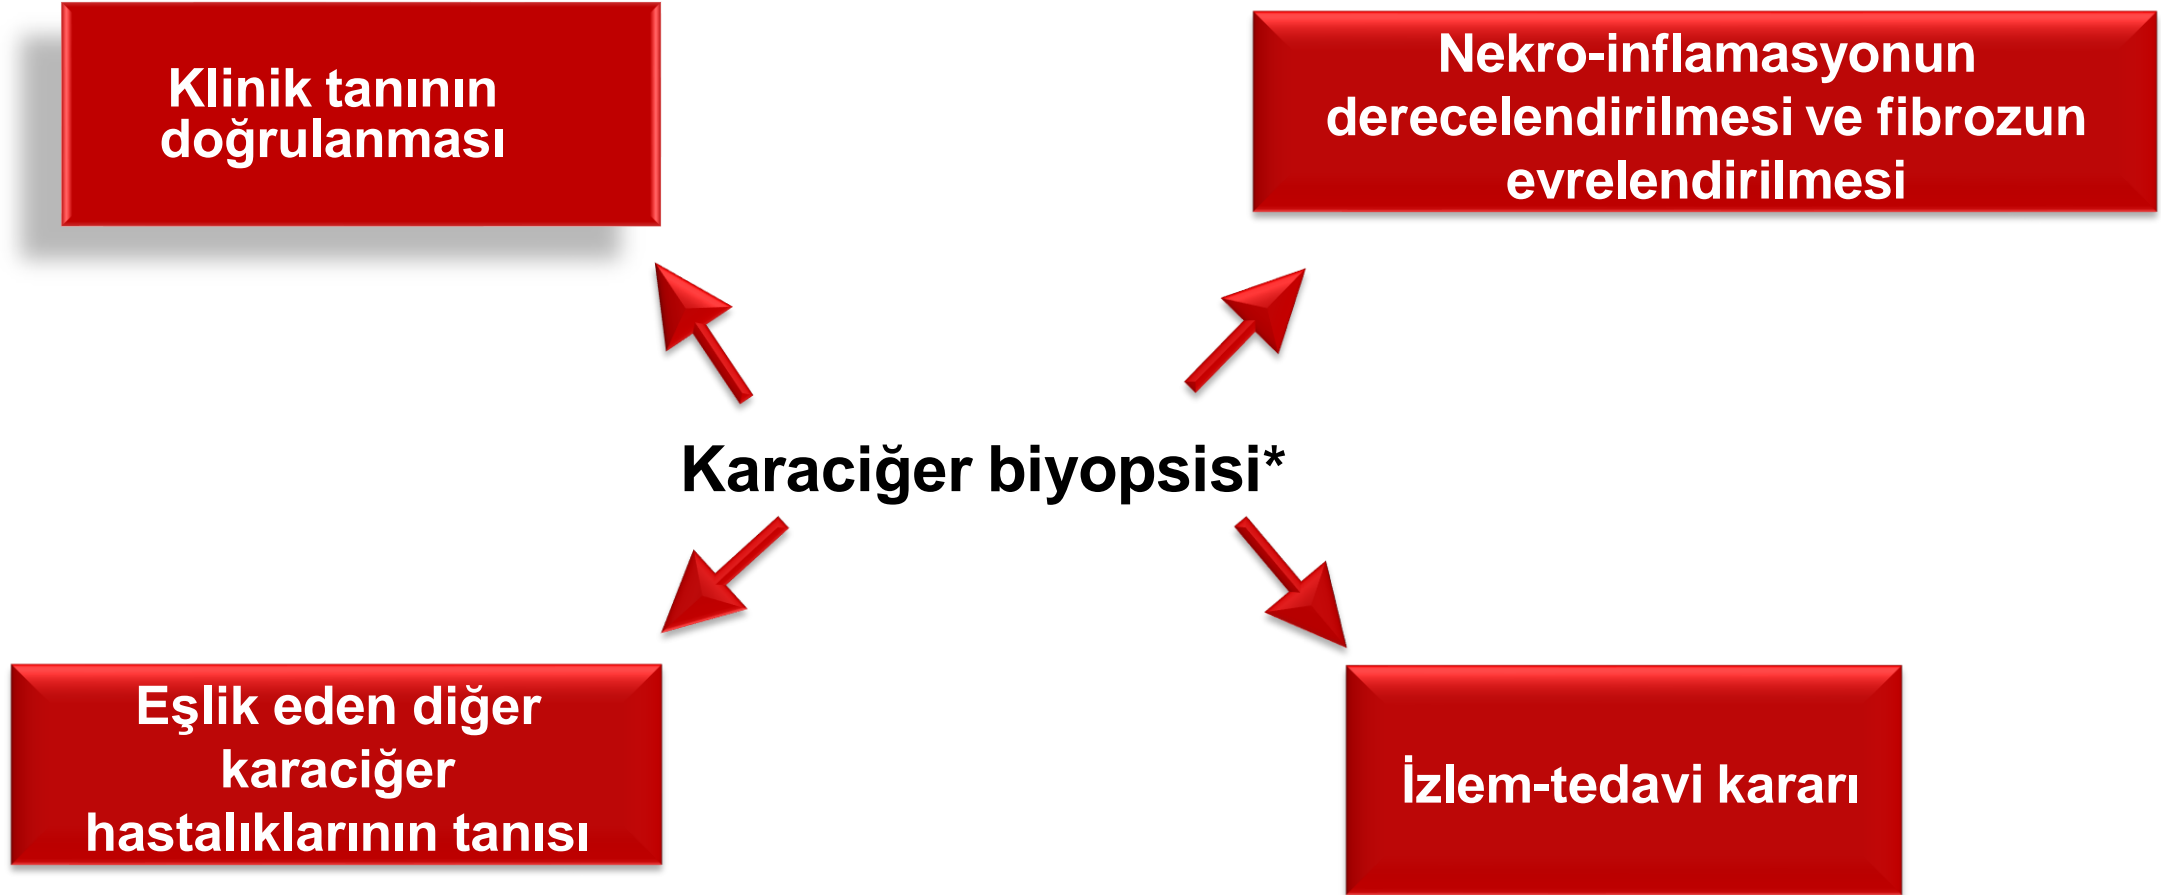 Klinik tanının
doğrulanması
Nekro-inflamasyonun
derecelendirilmesi ve fibrozun
evrelendirilmesi
Karaciğer biyopsisi*
Eşlik eden diğer
karaciğer
hastalıklarının tanısı
İzlem-tedavi kararı